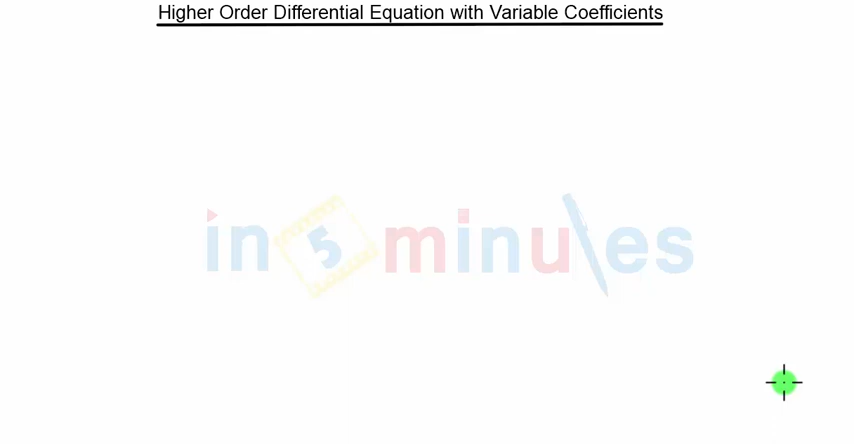 Higher Order Differential Equation with Variable Coefficients
in 5 minutes